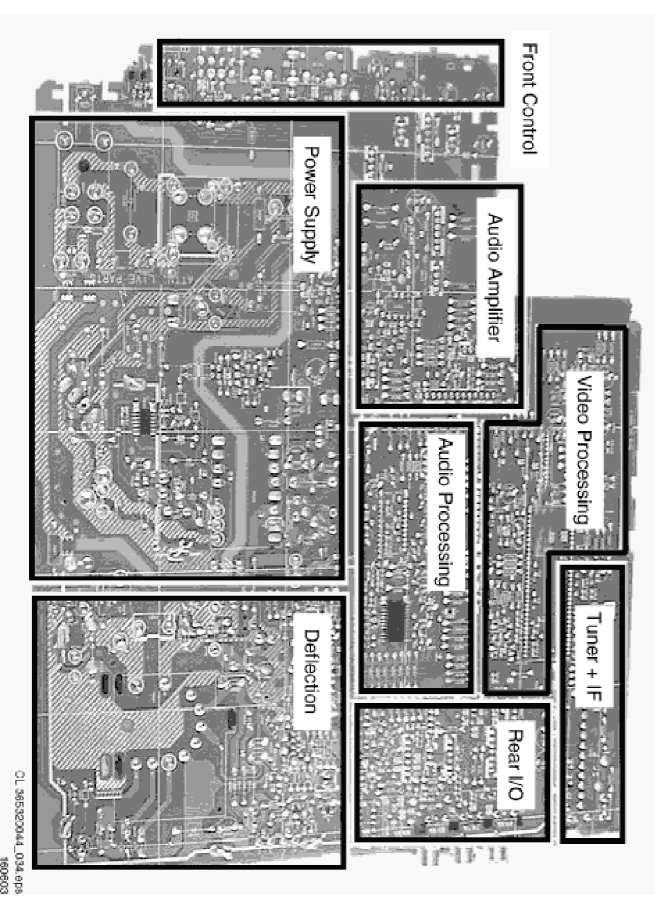 Front Control
Power Supply
Audio Amplifier
Video Processing
Audio Processing
Tuner + IF
Deflection
Rear I/O
CL 36532044_034.eps
160603